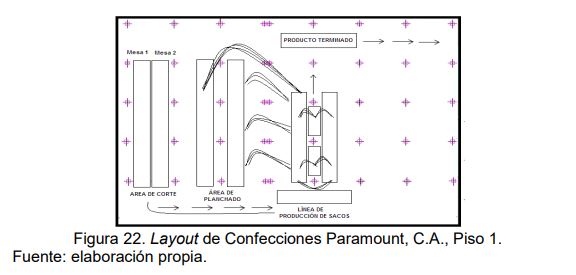 PRODUCTO TERMINADO
Mesa 1 Mesa 2
AREA DE CORTE
ÁREA DE
PLANCHADO
LÍNEA DE
PRODUCCIÓN DE SACOS
Figura 22. Layout de Confecciones Paramount, C.A., Piso 1.
Fuente: elaboración propia.